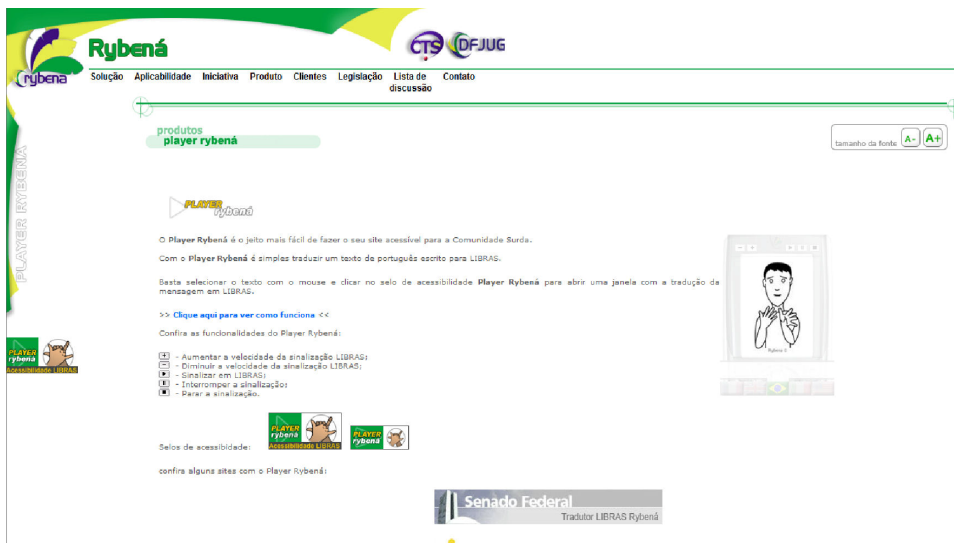 Rybená
CTS DFJUG
rybena
Solução Aplicabilidade Iniciativa Produto Clientes Legislação Lista de discussão Contato
produtos
player rybená
tamanho da fonte A- A+
PLAYER RYBENÁ
PLAYER rybená
O Player Rybená é o jeito mais fácil de fazer o seu site acessível para a Comunidade Surda.
Com o Player Rybená é simples traduzir um texto de português escrito para LIBRAS.
Basta selecionar o texto com o mouse e clicar no selo de acessibilidade Player Rybená para abrir uma janela com a tradução da
mensagem em LIBRAS.
>> Clique aqui para ver como funciona <<
Confira as funcionalidades do Player Rybená:
- Aumentar a velocidade da sinalização LIBRAS;
- Diminuir a velocidade da sinalização LIBRAS;
- Sinalizar em LIBRAS;
- Interromper a sinalização;
- Parar a sinalização.
PLAYER
rybená
Acessibilidade LIBRAS
Selos de acessibidade:
PLAYER
rybená
Acessibilidade LIBRAS
PLAYER
rybená
confira alguns sites com o Player Rybená:
Senado Federal
Tradutor LIBRAS Rybená